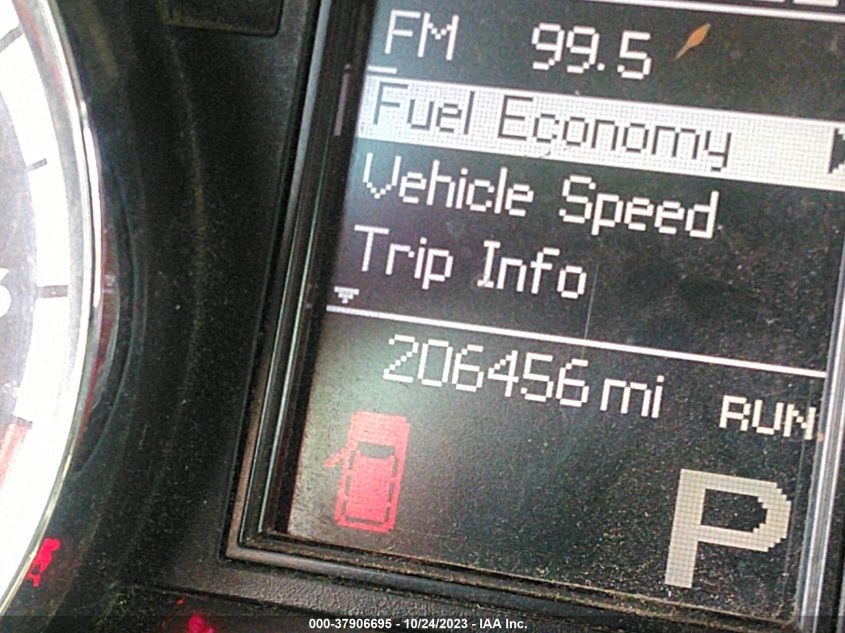 FM 99.5
Fuel Economy
Vehicle Speed
Trip Info
206456 mi RUN
P
000-37906695 - 10/24/2023 - IAA Inc.